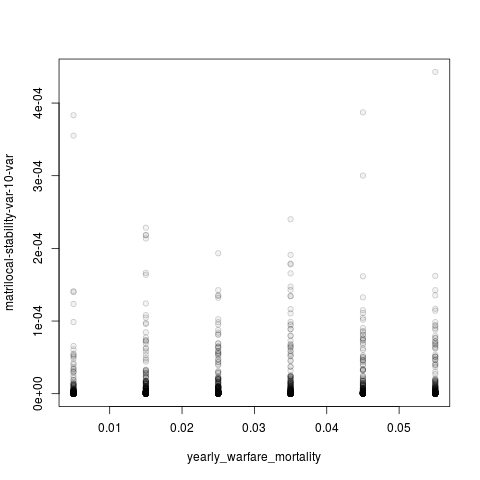 matrilocal-stability-var-10-var
4e-04
3e-04
2e-04
1e-04
0e+00
0.01 0.02 0.03 0.04 0.05
yearly_warfare_mortality